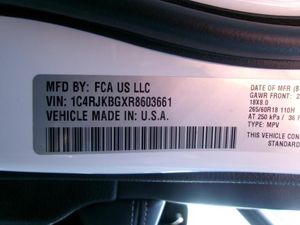 MFD BY: FCA US LLC
DATE OF MFR
VIN: 1C4RJKBGXR8603661
GAWR FRONT
VEHICLE MADE IN U.S.A.
18X8.0
265/60R18 110H
AT 250 kPa / 36 P
TYPE: MPV
THIS VEHICLE CON
STANDARDS